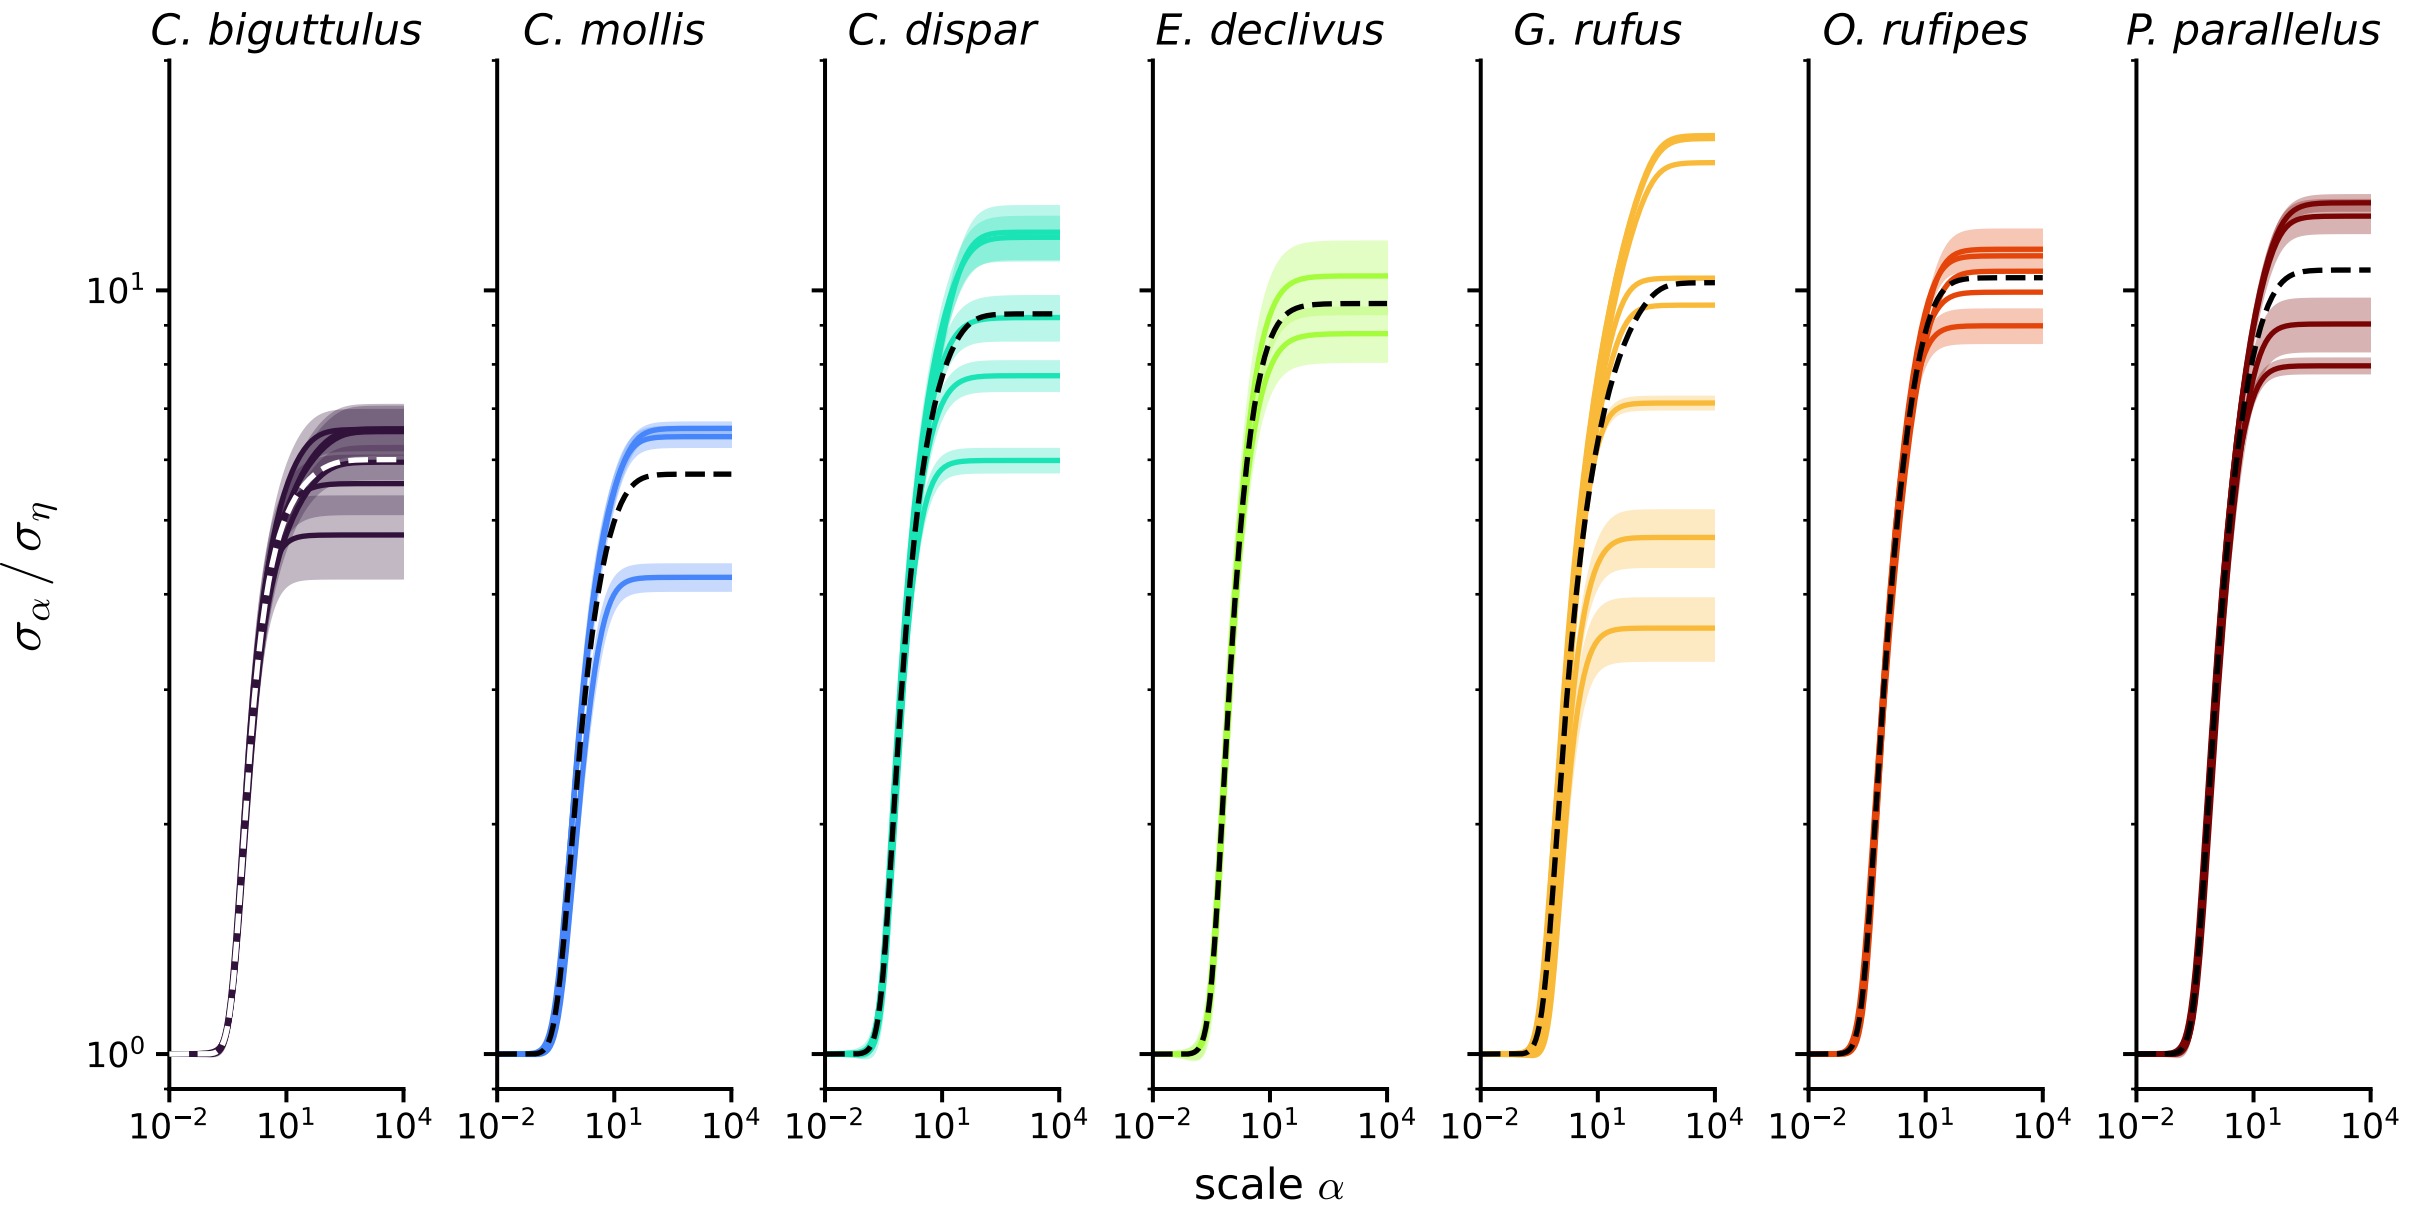 C. biguttulus C. mollis C. dispar E. declivus G. rufus O. rufipes P. parallelus
10¹
σ_α / σ_η
10⁰
10⁻² 10¹ 10⁴ 10⁻² 10¹ 10⁴ 10⁻² 10¹ 10⁴ 10⁻² 10¹ 10⁴ 10⁻² 10¹ 10⁴ 10⁻² 10¹ 10⁴ 10⁻² 10¹ 10⁴
scale α